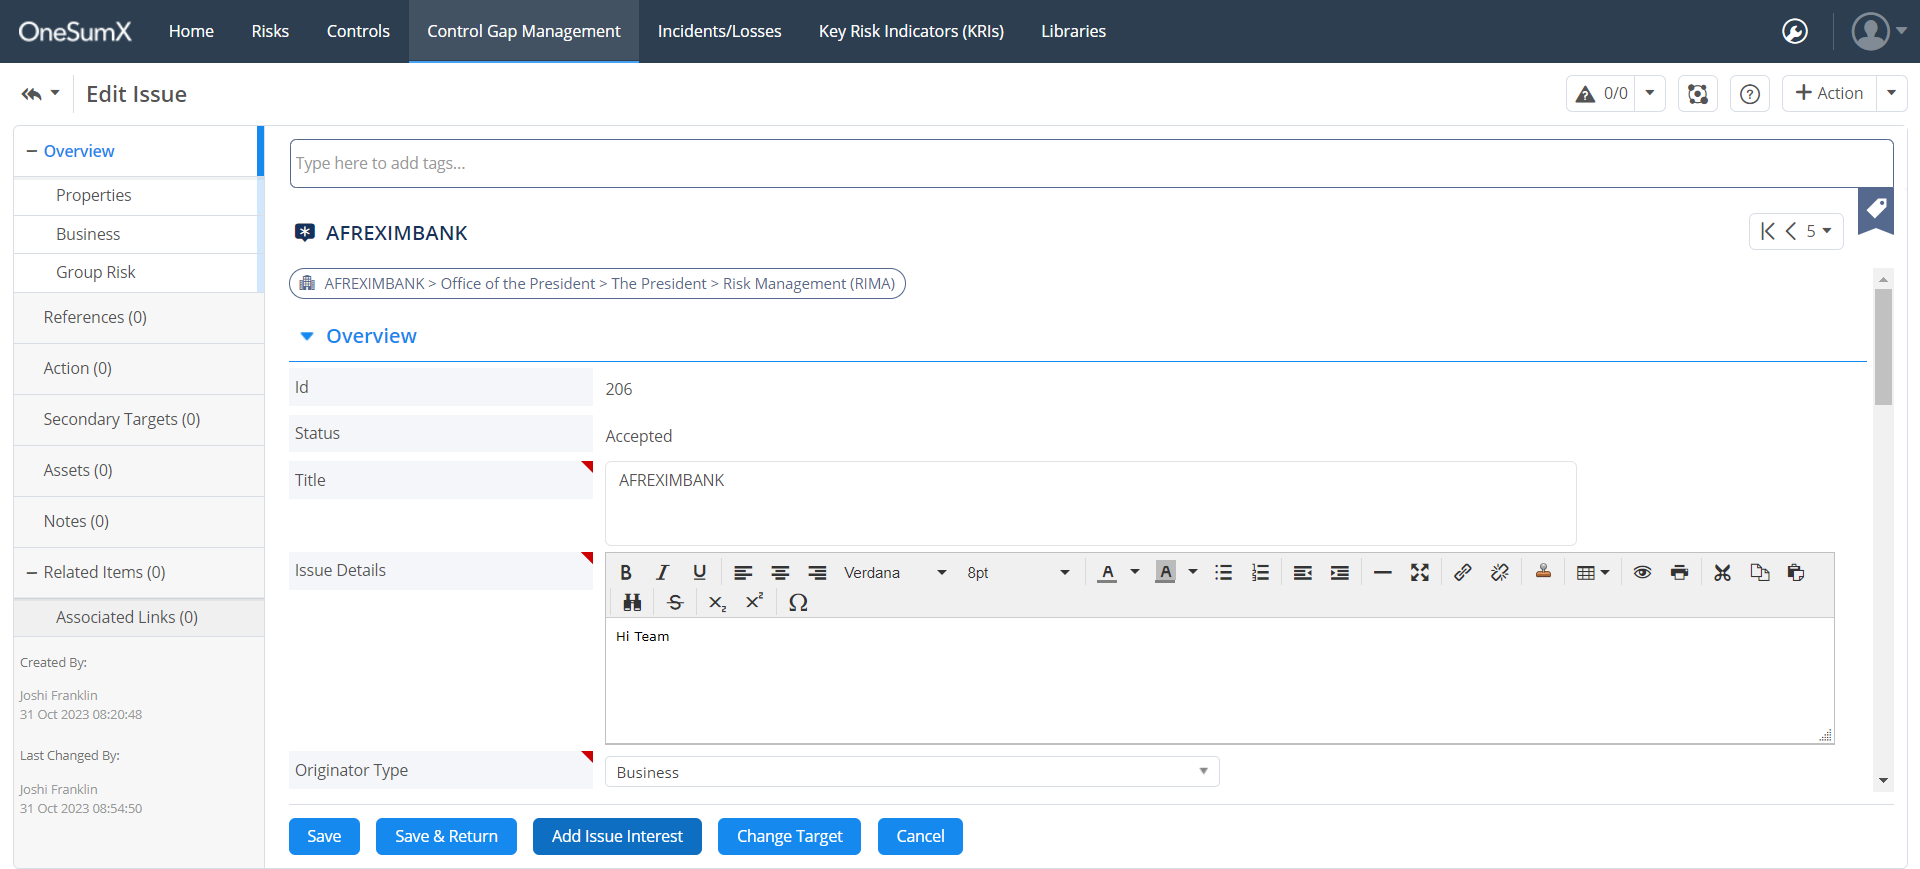 OneSumX
Home
Risks
Controls
Control Gap Management
Incidents/Losses
Key Risk Indicators (KRIs)
Libraries
Edit Issue
0/0
Action
Overview
Properties
Business
Group Risk
References (0)
Action (0)
Secondary Targets (0)
Assets (0)
Notes (0)
Related Items (0)
Associated Links (0)
Created By:
Joshi Franklin
31 Oct 2023 08:20:48
Last Changed By:
Joshi Franklin
31 Oct 2023 08:54:50
Type here to add tags...
AFREXIMBANK
5
AFREXIMBANK > Office of the President > The President > Risk Management (RIMA)
Overview
Id
206
Status
Accepted
Title
AFREXIMBANK
Issue Details
Verdana
8pt
Hi Team
Originator Type
Business
Save
Save & Return
Add Issue Interest
Change Target
Cancel